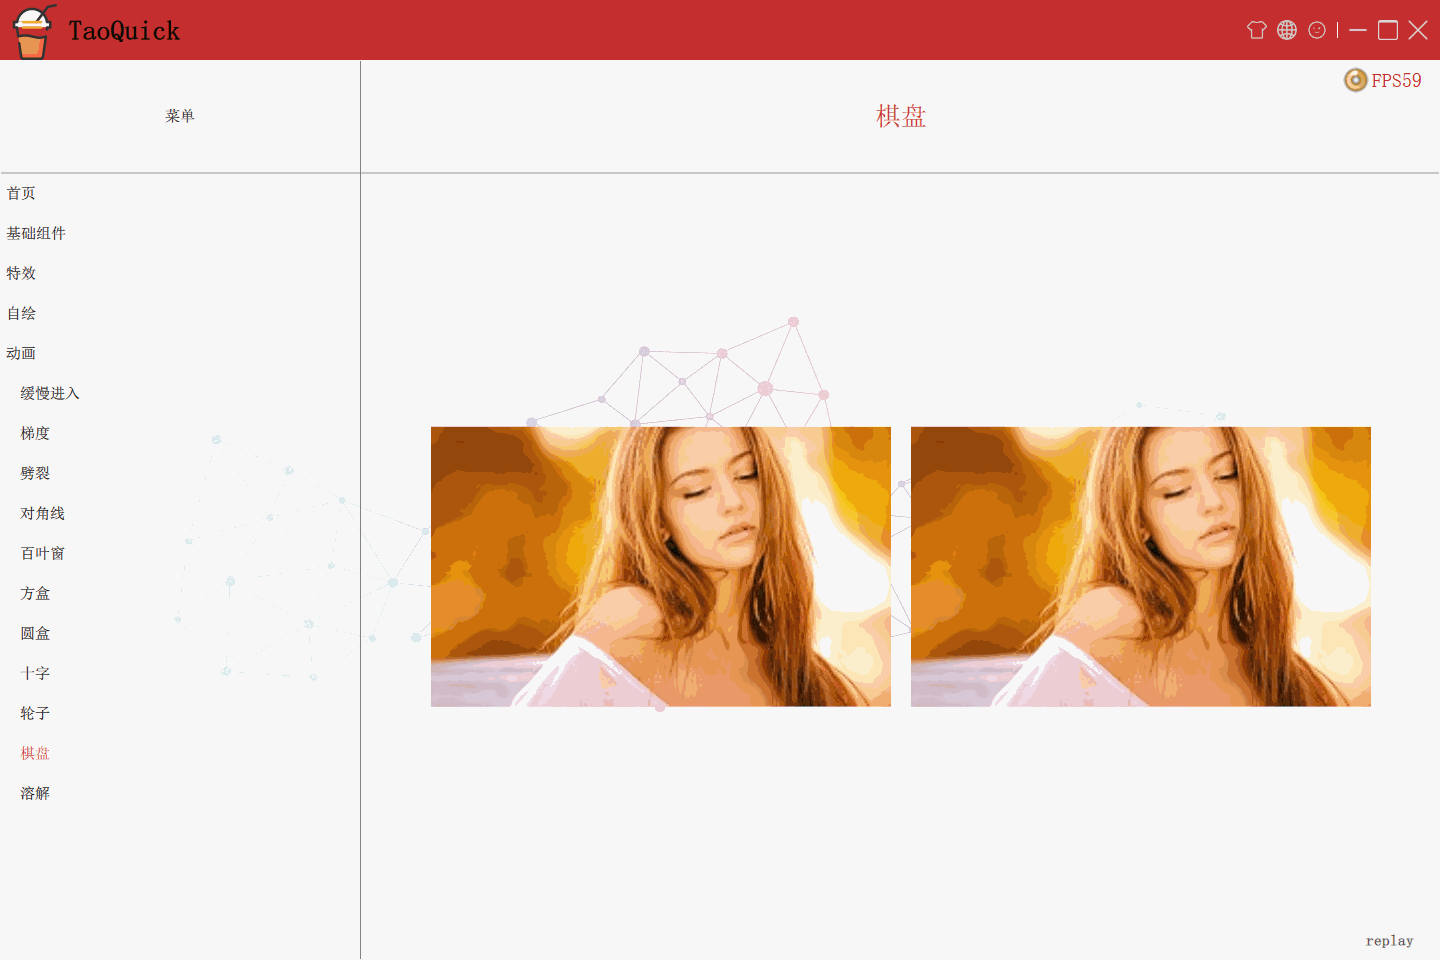 TaoQuick
FPS59
菜单
棋盘
首页
基础组件
特效
自绘
动画
缓慢进入
梯度
劈裂
对角线
百叶窗
方盒
圆盒
十字
轮子
棋盘
溶解
replay